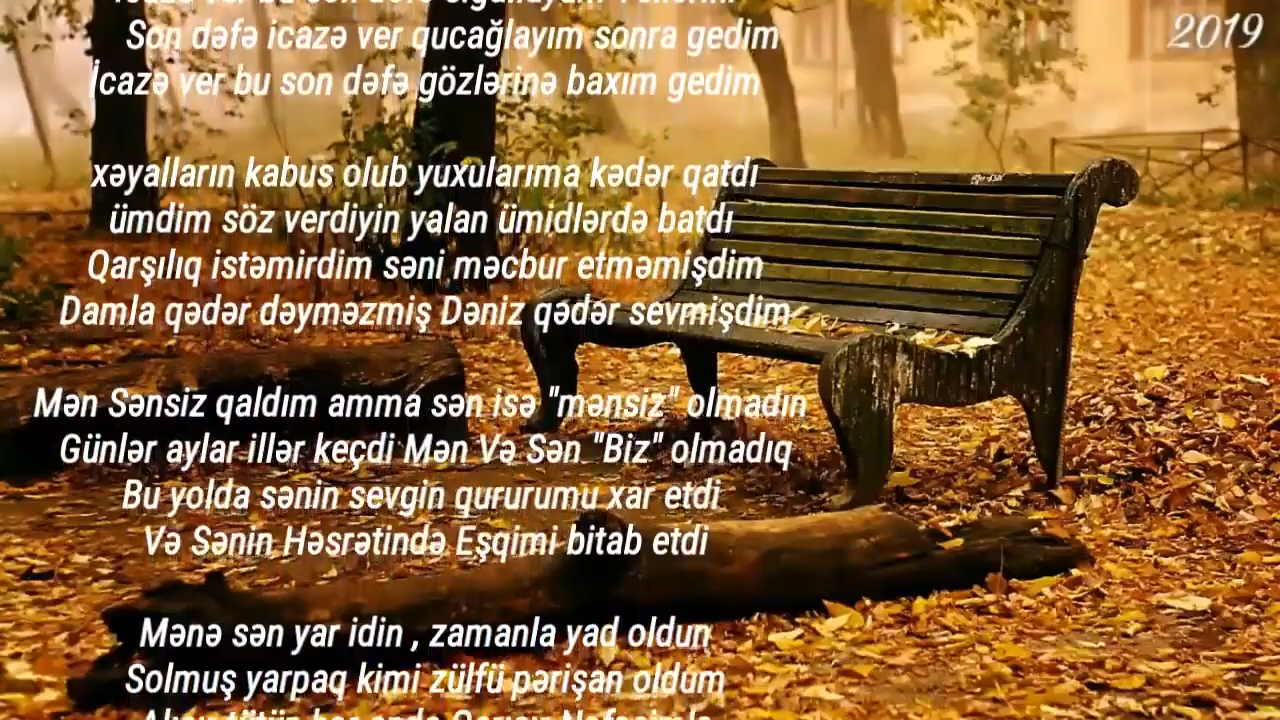 2019
Son dəfə icazə ver qucağlayım sonra gedim
İcazə ver bu son dəfə gözlərinə baxım gedim
xəyalların kabus olub yuxularıma kədər qatdı
ümdim söz verdiyin yalan ümidlərdə batdı
Qarşılıq istəmirdim səni məcbur etməmişdim
Damla qədər dəyməzmiş Dəniz qədər sevmişdim
Mən Sənsiz qaldım amma sən isə "mənsiz" olmadın
Günlər aylar illər keçdi Mən Və Sən "Biz" olmadıq
Bu yolda sənin sevgin qururumu xar etdi
Və Sənin Həsrətində Eşqimi bitab etdi
Mənə sən yar idin , zamanla yad oldun
Solmuş yarpaq kimi zülfü pərişan oldum